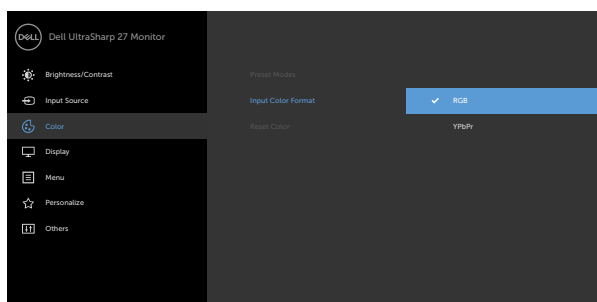 DELL Dell UltraSharp 27 Monitor
Brightness/Contrast
Preset Modes
Input Source
Input Color Format
RGB
Color
Reset Color
YPbPr
Display
Menu
Personalize
Others